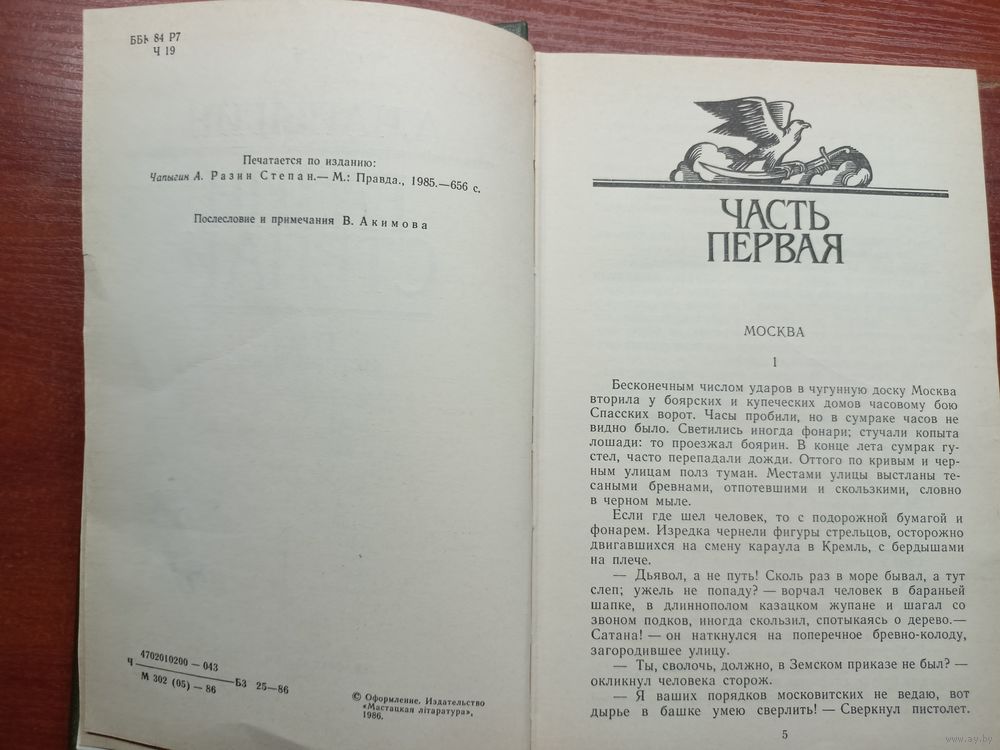 ББК 84 Р7
Ч 19
Печатается по изданию:
Чапыгин А. Разин Степан.— М.: Правда., 1985.—656 с.
Послесловие и примечания В. Акимова
Ч 4702010200 — 043
М 302 (05) — 86
БЗ 25—86
© Оформление. Издательство
«Мастацкая літаратура»,
1986.
ЧАСТЬ
ПЕРВАЯ
МОСКВА
1
Бесконечным числом ударов в чугунную доску Москва
вторила у боярских и купеческих домов часовому бою
Спасских ворот. Часы пробили, но в сумраке часов не
видно было. Светились иногда фонари; стучали копыта
лошади: то проезжал боярин. В конце лета сумрак гу-
стел, часто перепадали дожди. Оттого по кривым и чер-
ным улицам полз туман. Местами улицы выстланы те-
саными бревнами, отпотевшими и скользкими, словно
в черном мыле.
Если где шел человек, то с подорожной бумагой и
фонарем. Изредка чернели фигуры стрельцов, осторожно
двигавшихся на смену караула в Кремль, с бердышами
на плече.
— Дьявол, а не путь! Сколь раз в море бывал, а тут
слеп; ужель не попаду? — ворчал человек в бараньей
шапке, в длиннополом казацком жупане и шагал со
звоном подков, иногда скользил, спотыкаясь о дерево.—
Сатана! — он наткнулся на поперечное бревно-колоду,
загородившее улицу.
— Ты, сволочь, должно, в Земском приказе не был? —
окликнул человека сторож.
— Я ваших порядков московитских не ведаю, вот
дырье в башке умею сверлить! — Сверкнул пистолет.
5
www.ay.by